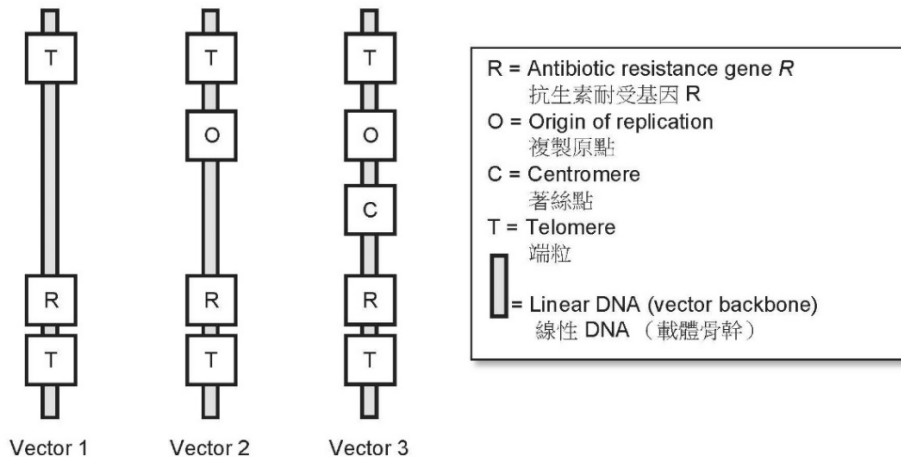 T
R
T
Vector 1
T
O
R
T
Vector 2
T
O
C
R
T
Vector 3
R = Antibiotic resistance gene R
抗生素耐受基因 R
O = Origin of replication
複製原點
C = Centromere
著絲點
T = Telomere
端粒
= Linear DNA (vector backbone)
線性 DNA （載體骨幹）